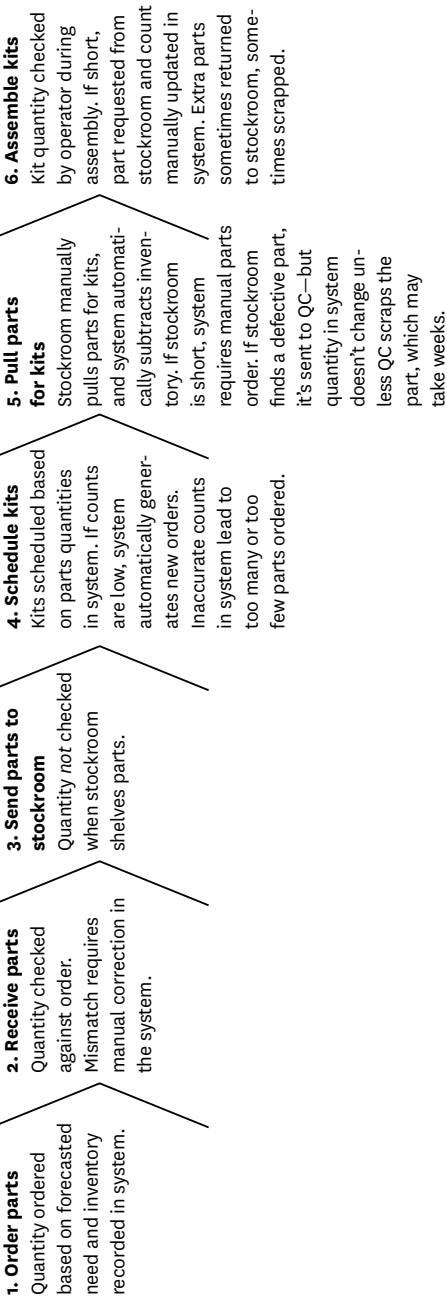 1. Order parts
Quantity ordered
based on forecasted
need and inventory
recorded in system.
2. Receive parts
Quantity checked
against order.
Mismatch requires
manual correction in
the system.
3. Send parts to
stockroom
Quantity not checked
when stockroom
shelves parts.
4. Schedule kits
Kits scheduled based
on parts quantities
in system. If counts
are low, system
automatically gener-
ates new orders.
Inaccurate counts
in system lead to
too many or too
few parts ordered.
5. Pull parts
for kits
Stockroom manually
pulls parts for kits,
and system automati-
cally subtracts inven-
tory. If stockroom
is short, system
requires manual parts
order. If stockroom
finds a defective part,
it’s sent to QC—but
quantity in system
doesn’t change un-
less QC scraps the
part, which may
take weeks.
6. Assemble kits
Kit quantity checked
by operator during
assembly. If short,
part requested from
stockroom and count
manually updated in
system. Extra parts
sometimes returned
to stockroom, some-
times scrapped.